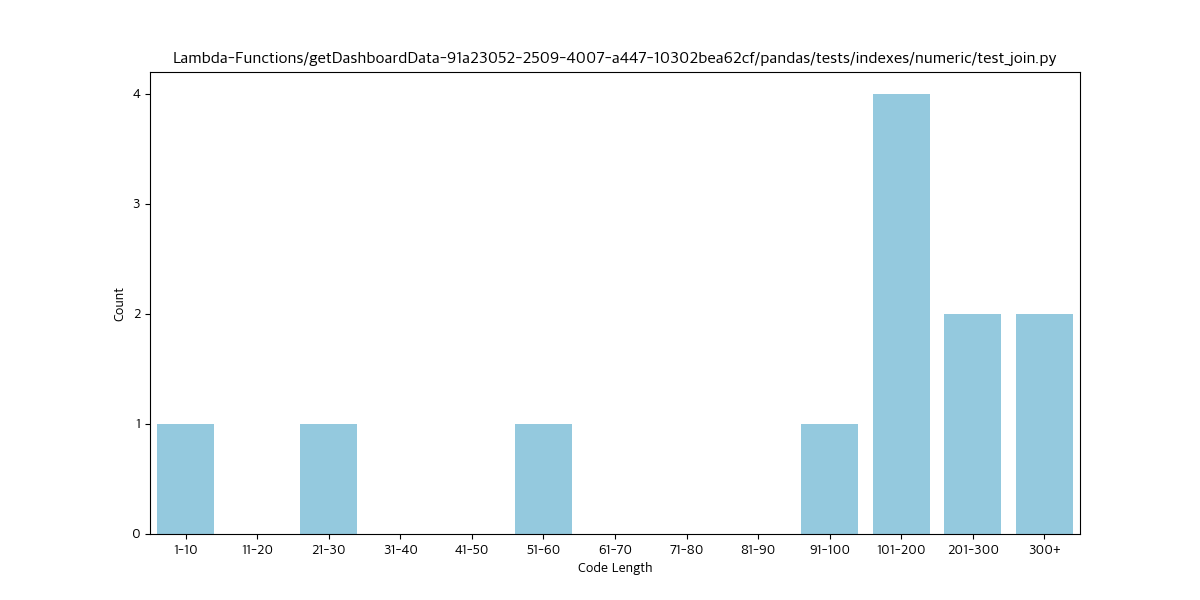 Lambda-Functions/getDashboardData-91a23052-2509-4007-a447-10302bea62cf/pandas/tests/indexes/numeric/test_join.py
4
3
2
1
0
Count
1-10 11-20 21-30 31-40 41-50 51-60 61-70 71-80 81-90 91-100 101-200 201-300 300+
Code Length